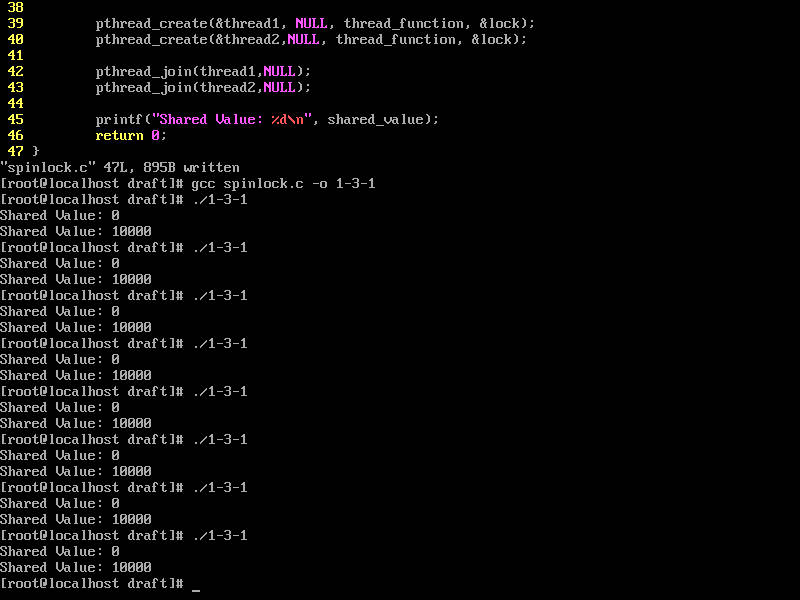 38
39         pthread_create(&thread1, NULL, thread_function, &lock);
40         pthread_create(&thread2,NULL, thread_function, &lock);
41
42         pthread_join(thread1,NULL);
43         pthread_join(thread2,NULL);
44
45         printf("Shared Value: %d\n", shared_value);
46         return 0;
47 }
"spinlock.c" 47L, 895B written
[root@localhost draft]# gcc spinlock.c -o 1-3-1
[root@localhost draft]# ./1-3-1
Shared Value: 0
Shared Value: 10000
[root@localhost draft]# ./1-3-1
Shared Value: 0
Shared Value: 10000
[root@localhost draft]# ./1-3-1
Shared Value: 0
Shared Value: 10000
[root@localhost draft]# ./1-3-1
Shared Value: 0
Shared Value: 10000
[root@localhost draft]# ./1-3-1
Shared Value: 0
Shared Value: 10000
[root@localhost draft]# ./1-3-1
Shared Value: 0
Shared Value: 10000
[root@localhost draft]# ./1-3-1
Shared Value: 0
Shared Value: 10000
[root@localhost draft]# ./1-3-1
Shared Value: 0
Shared Value: 10000
[root@localhost draft]# _